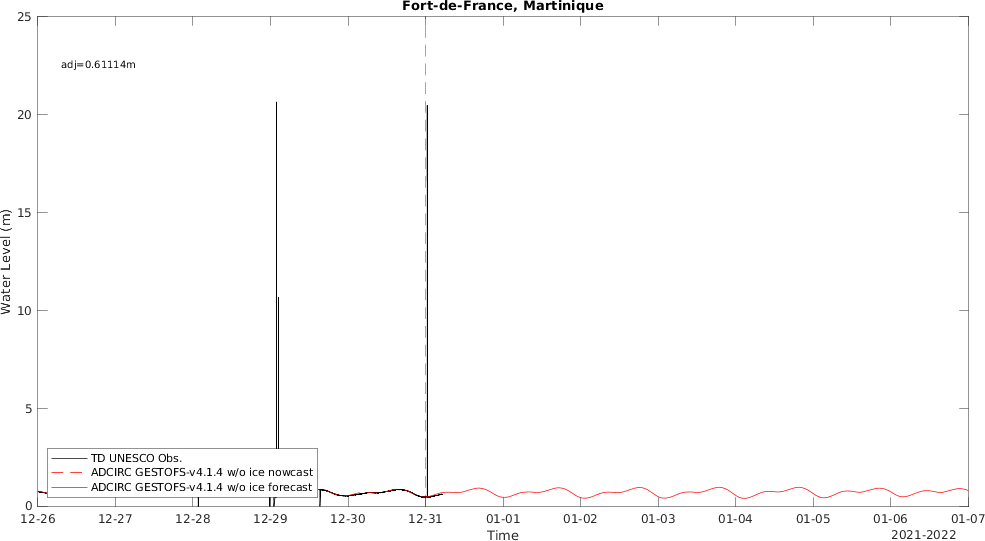 Fort-de-France, Martinique
25
adj=0.61114m
20
15
Water Level (m)
10
5
TD UNESCO Obs.
ADCIRC GESTOFS-v4.1.4 w/o ice nowcast
ADCIRC GESTOFS-v4.1.4 w/o ice forecast
0
12-26 12-27 12-28 12-29 12-30 12-31 01-01 01-02 01-03 01-04 01-05 01-06 01-07
Time
2021-2022